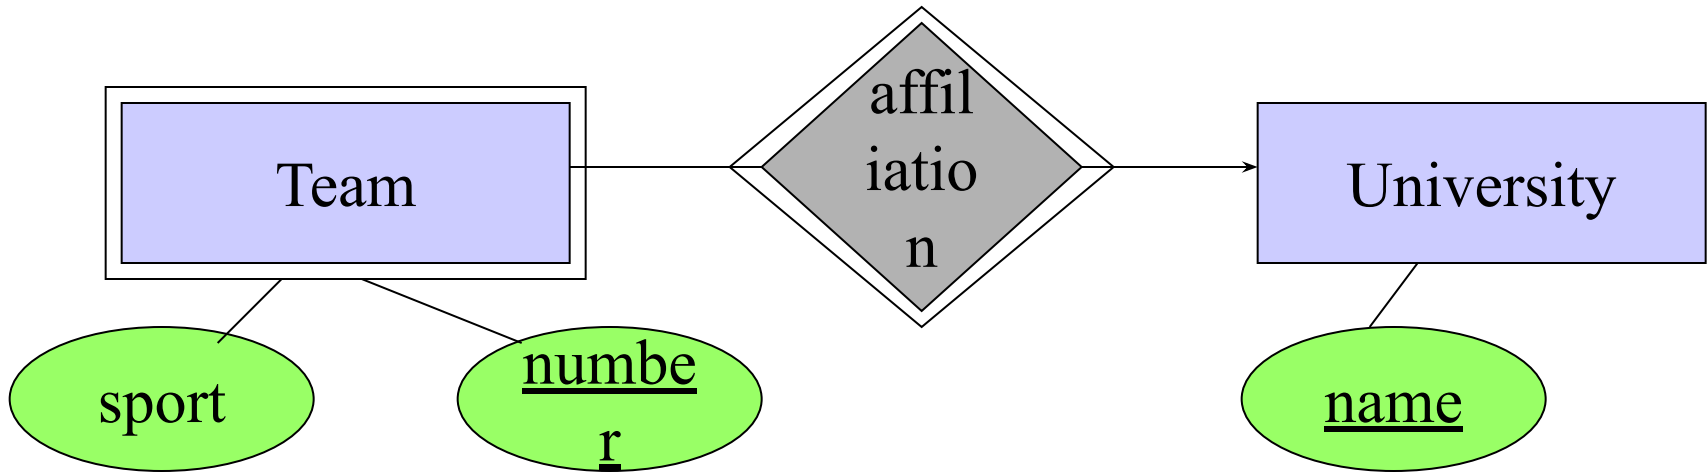 affil
iatio
n
Team
University
sport
numbe
r
name